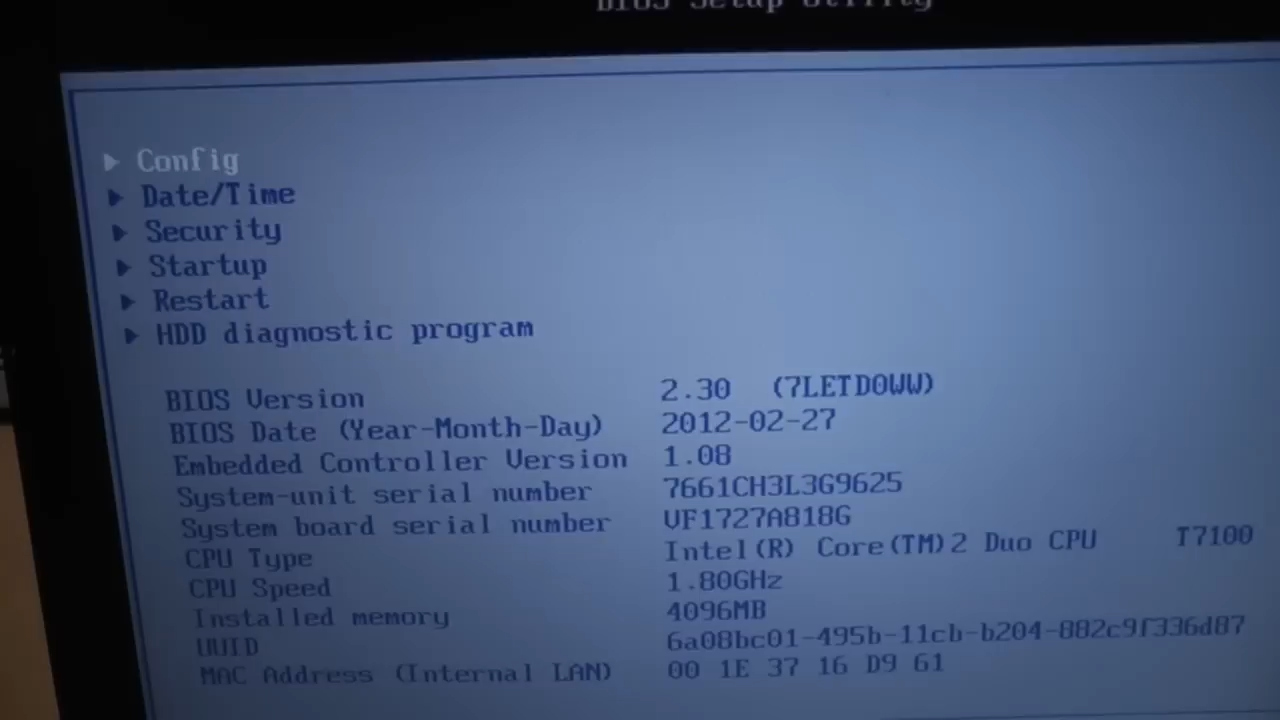 BIOS Setup Utility
Config
Date/Time
Security
Startup
Restart
HDD diagnostic program
BIOS Version 2.30 (7LETD0WW)
BIOS Date (Year-Month-Day) 2012-02-27
Embedded Controller Version 1.08
System-unit serial number 7661CH3L3G9625
System board serial number VF1727A818G
CPU Type Intel(R) Core(TM)2 Duo CPU T7100
CPU Speed 1.80GHz
Installed memory 4096MB
UUID 6a08bc01-495b-11cb-b204-882c9f336d87
MAC Address (Internal LAN) 00 1E 37 16 D9 61